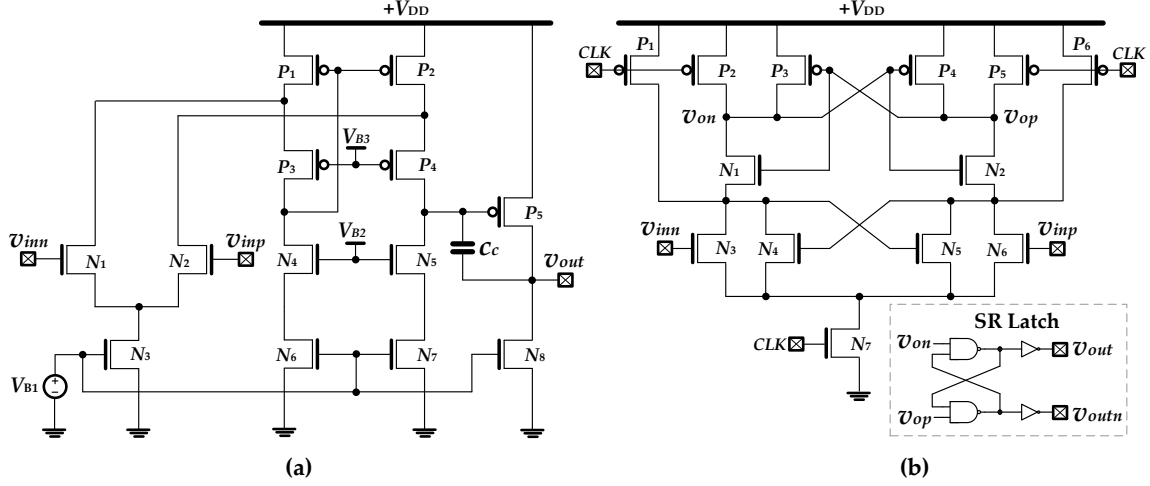 +VDD
P1
P2
VB3
P3
P4
P5
VB2
Cc
vinn
vinp
vout
N1
N2
N4
N5
N3
N6
N7
N8
VB1
(a)
+VDD
CLK
P1
P2
P3
P4
P5
P6
CLK
von
vop
N1
N2
vinn
N3
N4
N5
N6
vinp
CLK
N7
SR Latch
von
vout
vop
voutn
(b)